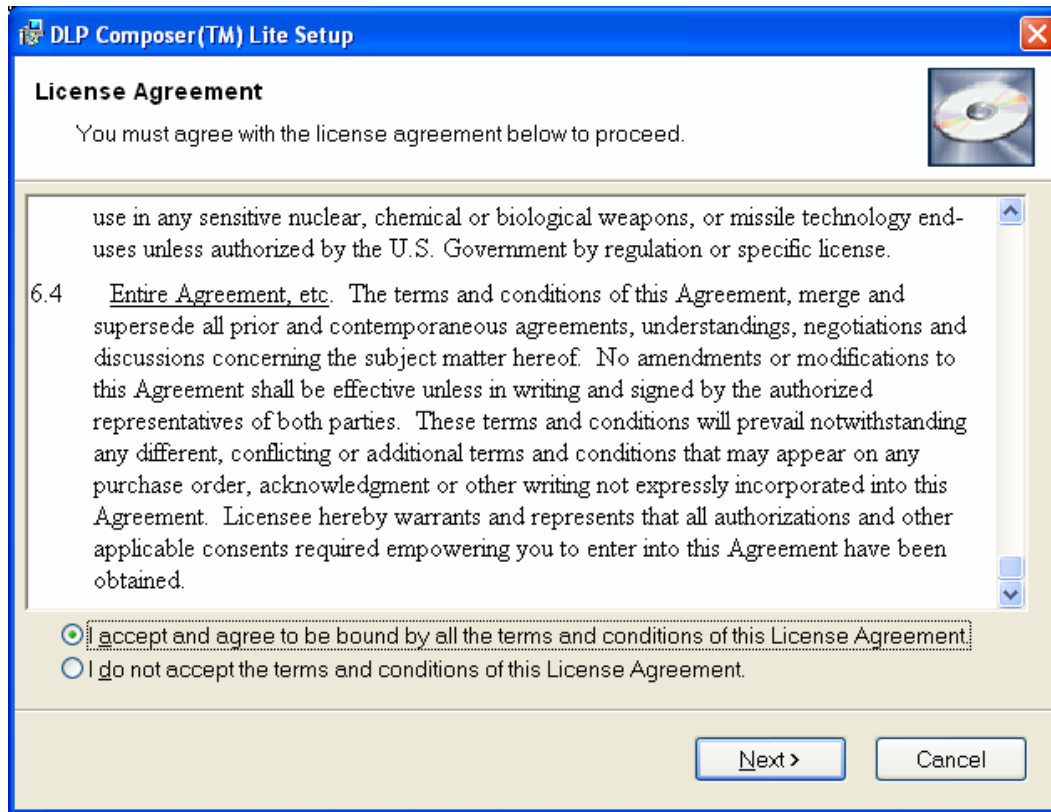 DLP Composer(TM) Lite Setup
License Agreement
You must agree with the license agreement below to proceed.
use in any sensitive nuclear, chemical or biological weapons, or missile technology end-
uses unless authorized by the U.S. Government by regulation or specific license.
6.4 Entire Agreement, etc. The terms and conditions of this Agreement, merge and
supersede all prior and contemporaneous agreements, understandings, negotiations and
discussions concerning the subject matter hereof. No amendments or modifications to
this Agreement shall be effective unless in writing and signed by the authorized
representatives of both parties. These terms and conditions will prevail notwithstanding
any different, conflicting or additional terms and conditions that may appear on any
purchase order, acknowledgment or other writing not expressly incorporated into this
Agreement. Licensee hereby warrants and represents that all authorizations and other
applicable consents required empowering you to enter into this Agreement have been
obtained.
I accept and agree to be bound by all the terms and conditions of this License Agreement.
I do not accept the terms and conditions of this License Agreement.
Next >
Cancel